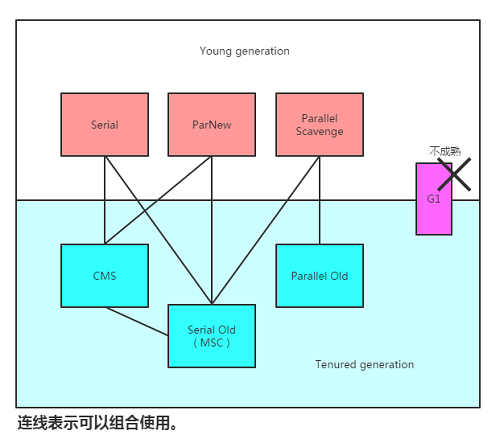 Young generation
Serial
ParNew
Parallel
Scavenge
不成熟
G1
CMS
Parallel Old
Serial Old
（MSC）
Tenured generation
连线表示可以组合使用。